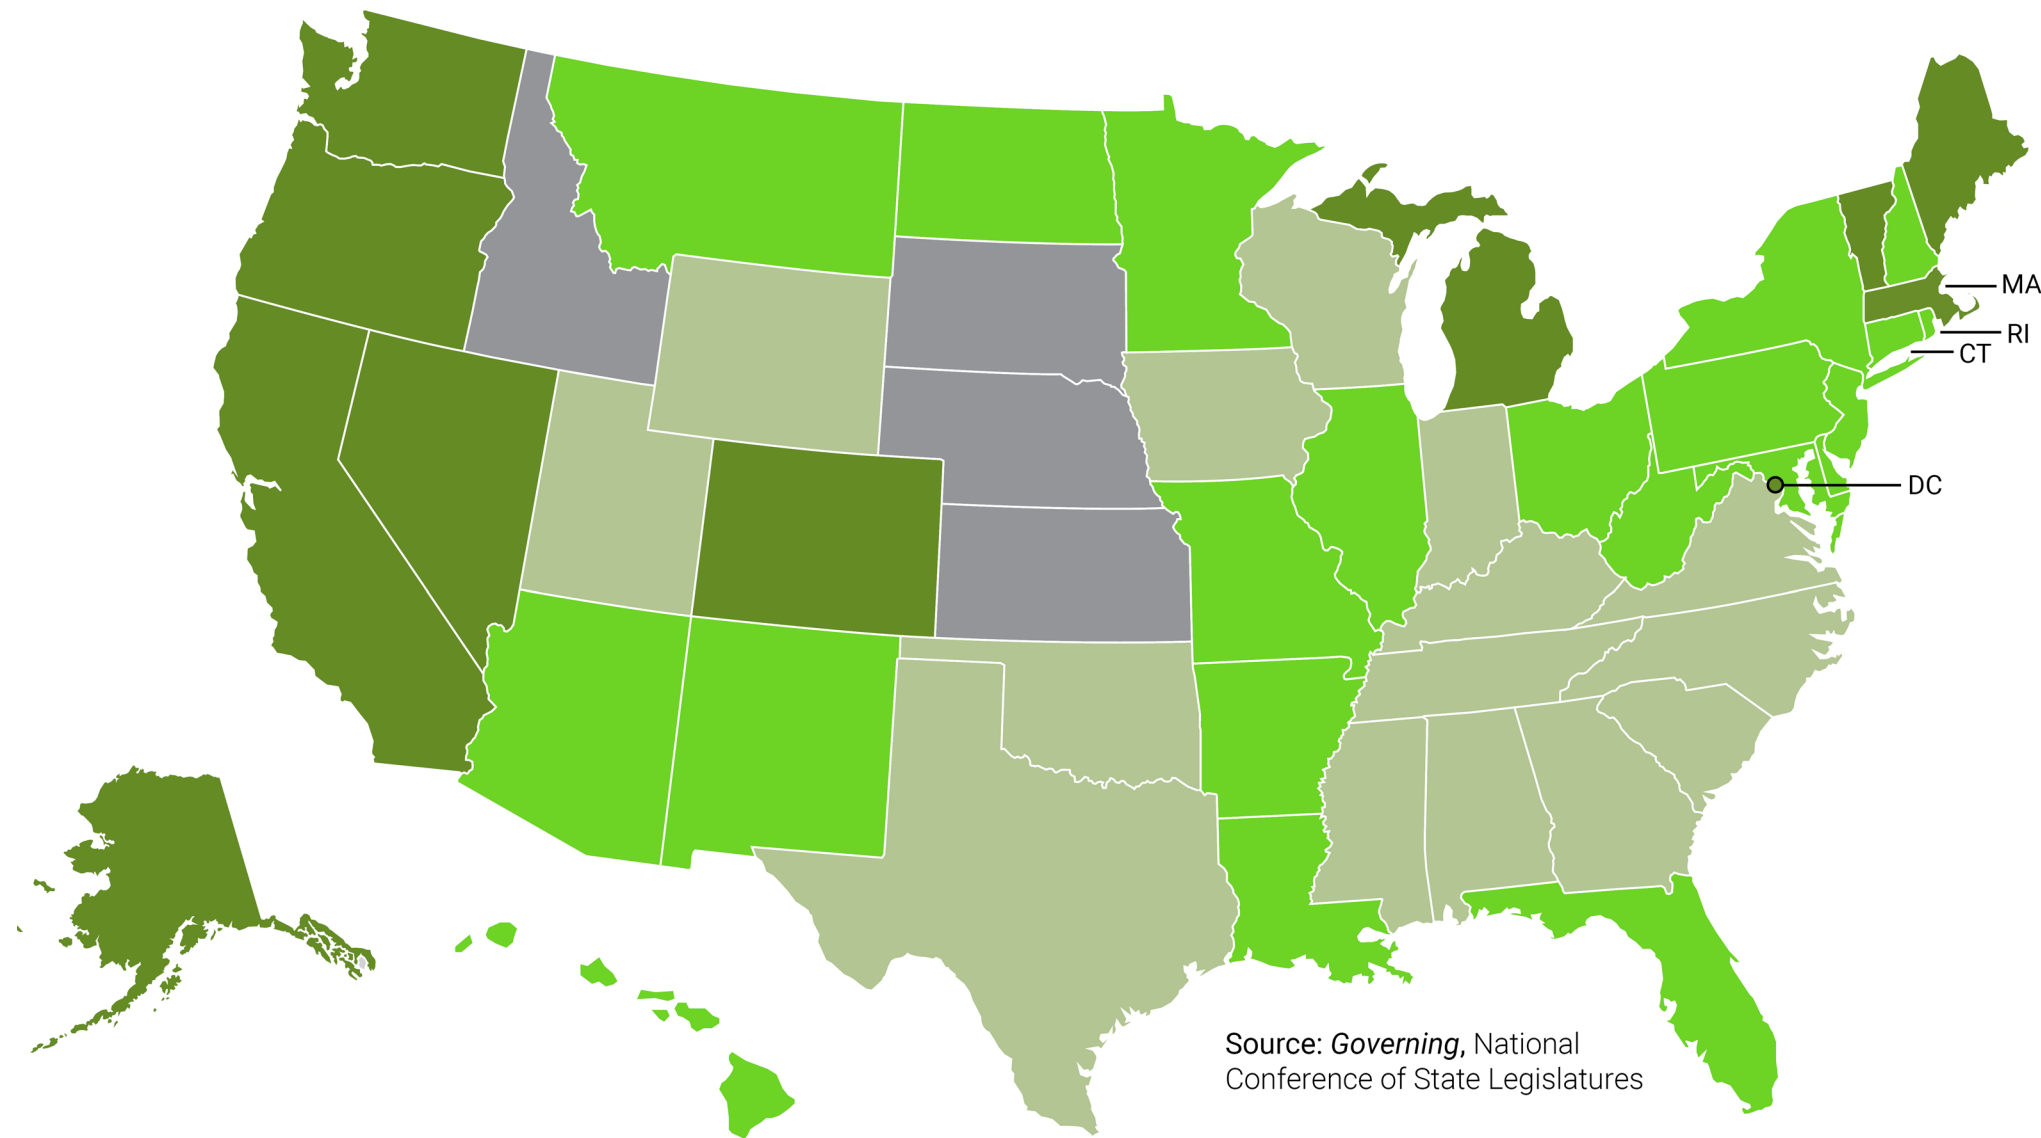 MA
RI
CT
DC
Source: Governing, National
Conference of State Legislatures